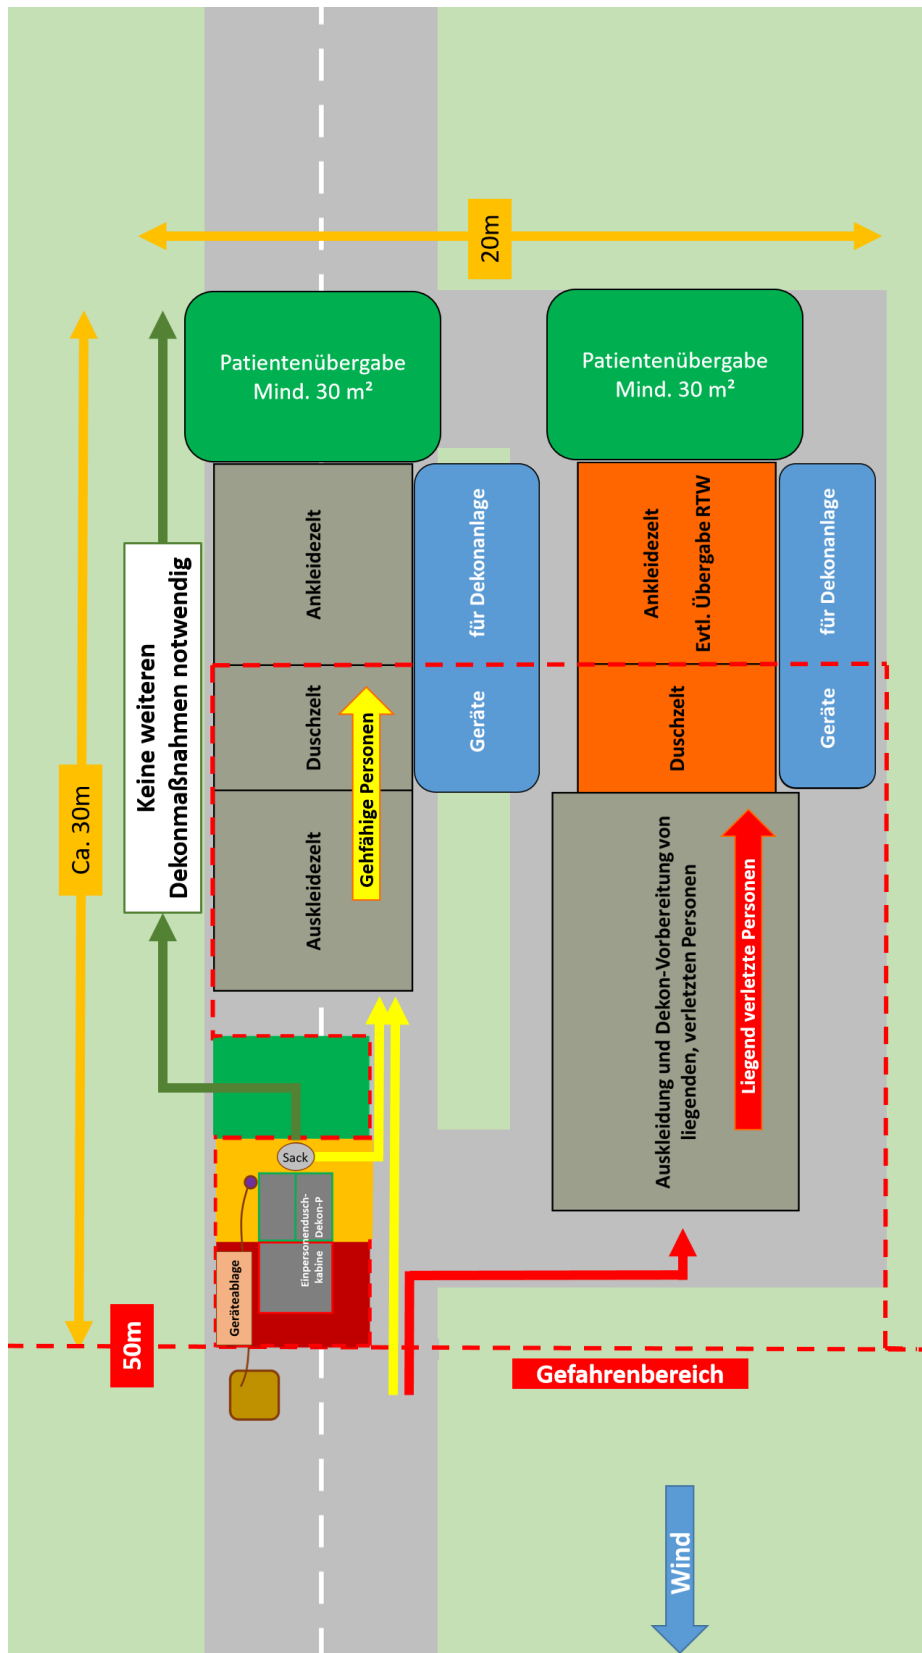 20m
Patientenübergabe
Mind. 30 m²
Patientenübergabe
Mind. 30 m²
Ca. 30m
Keine weiteren
Dekonmaßnahmen notwendig
Ankleidezelt
Duschzelt
Auskleidezelt
Gehfähige Personen
Geräte für Dekonanlage
Ankleidezelt
Evtl. Übergabe RTW
Duschzelt
Geräte für Dekonanlage
Auskleidung und Dekon-Vorbereitung von
liegenden, verletzten Personen
Liegend verletzte Personen
Sack
Einpersonendusch-
kabine Dekon-P
Geräteablage
50m
Gefahrenbereich
Wind